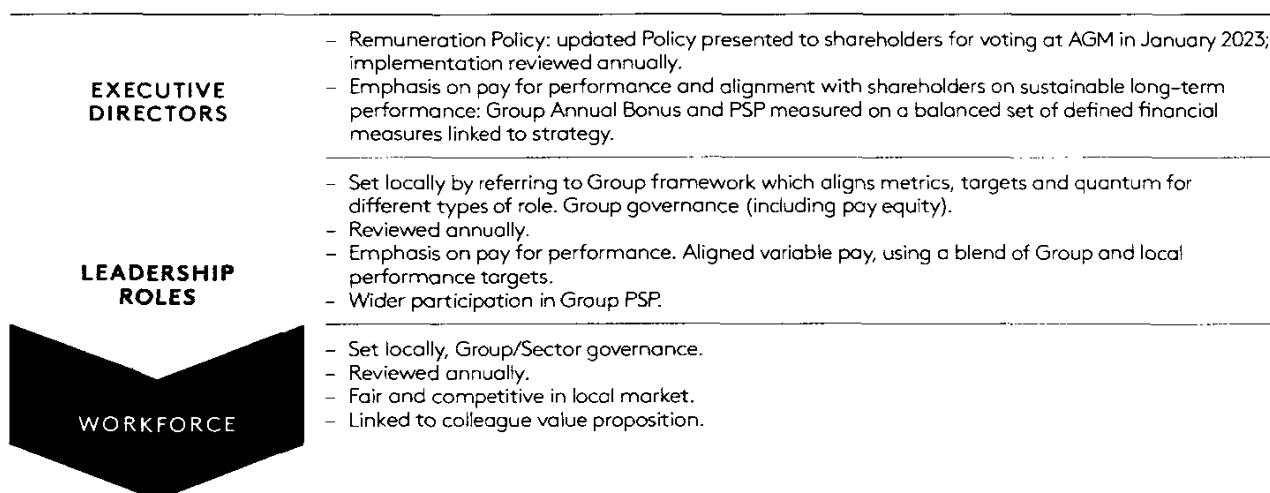 EXECUTIVE
DIRECTORS
– Remuneration Policy: updated Policy presented to shareholders for voting at AGM in January 2023;
implementation reviewed annually.
– Emphasis on pay for performance and alignment with shareholders on sustainable long-term
performance: Group Annual Bonus and PSP measured on a balanced set of defined financial
measures linked to strategy.
LEADERSHIP
ROLES
– Set locally by referring to Group framework which aligns metrics, targets and quantum for
different types of role. Group governance (including pay equity).
– Reviewed annually.
– Emphasis on pay for performance. Aligned variable pay, using a blend of Group and local
performance targets.
– Wider participation in Group PSP.
WORKFORCE
– Set locally, Group/Sector governance.
– Reviewed annually.
– Fair and competitive in local market.
– Linked to colleague value proposition.